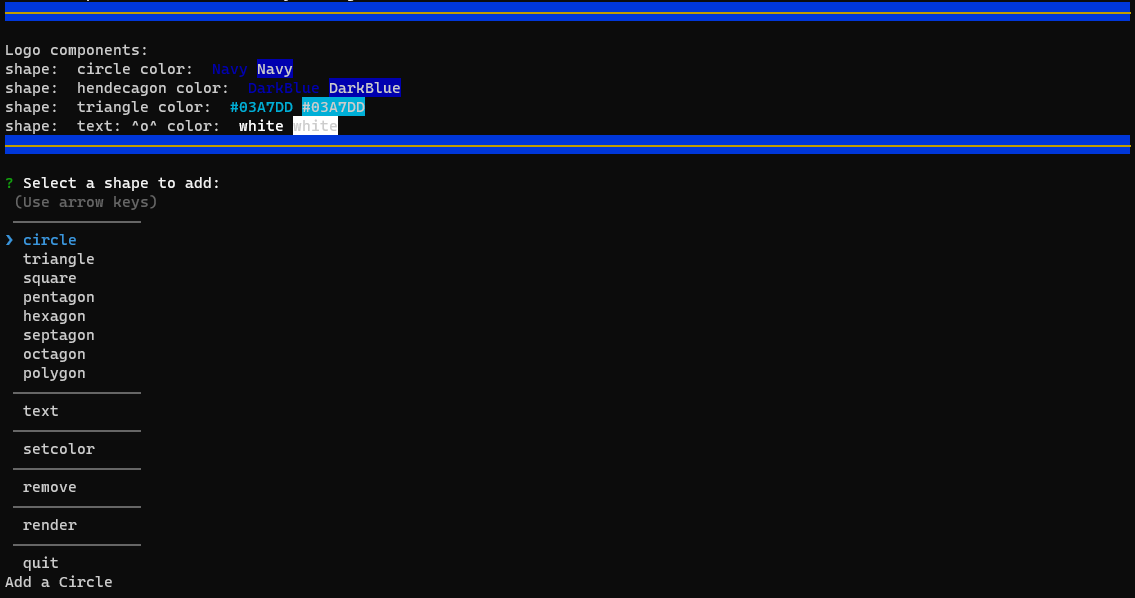 Logo components:
shape:  circle color:  Navy Navy
shape:  hendecagon color:  DarkBlue DarkBlue
shape:  triangle color:  #03A7DD #03A7DD
shape:  text: ^o^ color:  white white
? Select a shape to add:
(Use arrow keys)
❯ circle
triangle
square
pentagon
hexagon
septagon
octagon
polygon
text
setcolor
remove
render
quit
Add a Circle